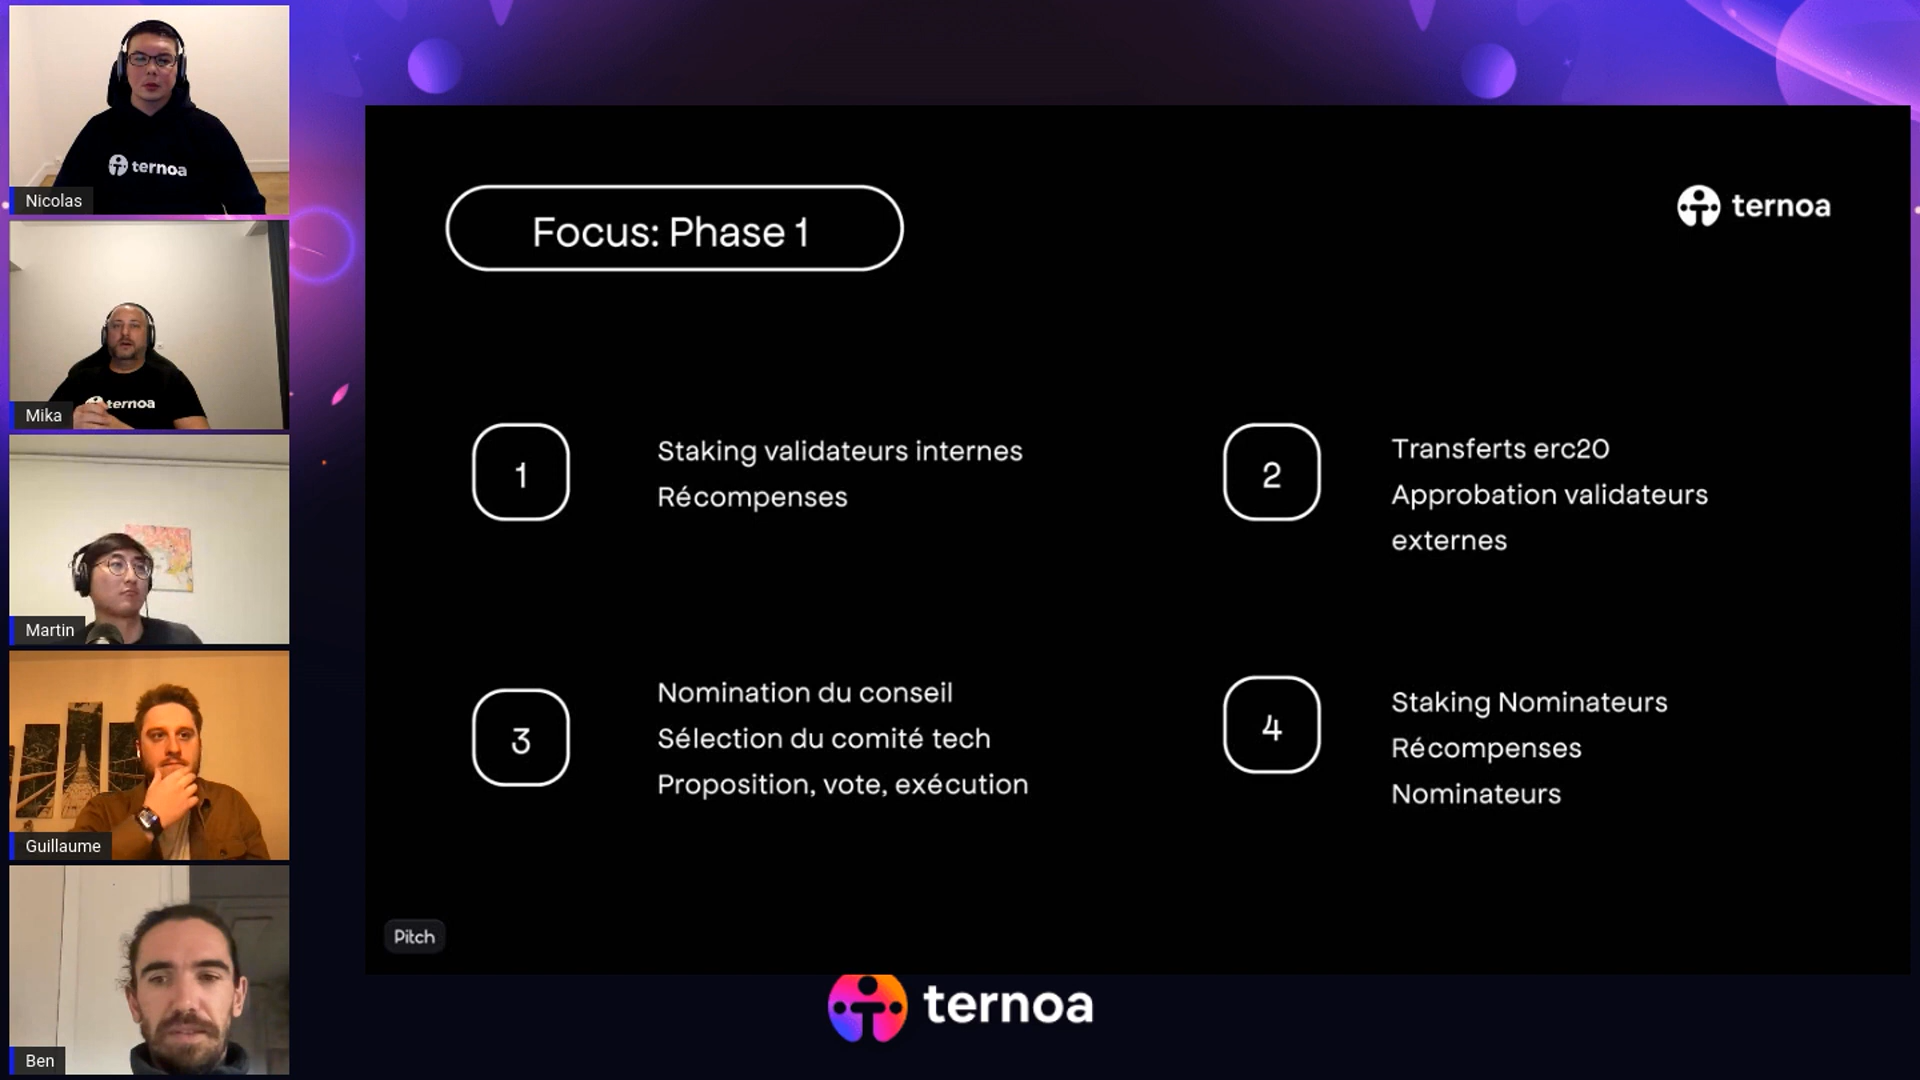 ternoa
Nicolas
ternoa
Mika
Martin
Guillaume
Ben
Focus: Phase 1
ternoa
1
Staking validateurs internes
Récompenses
2
Transferts erc20
Approbation validateurs
externes
3
Nomination du conseil
Sélection du comité tech
Proposition, vote, exécution
4
Staking Nominateurs
Récompenses
Nominateurs
Pitch
ternoa